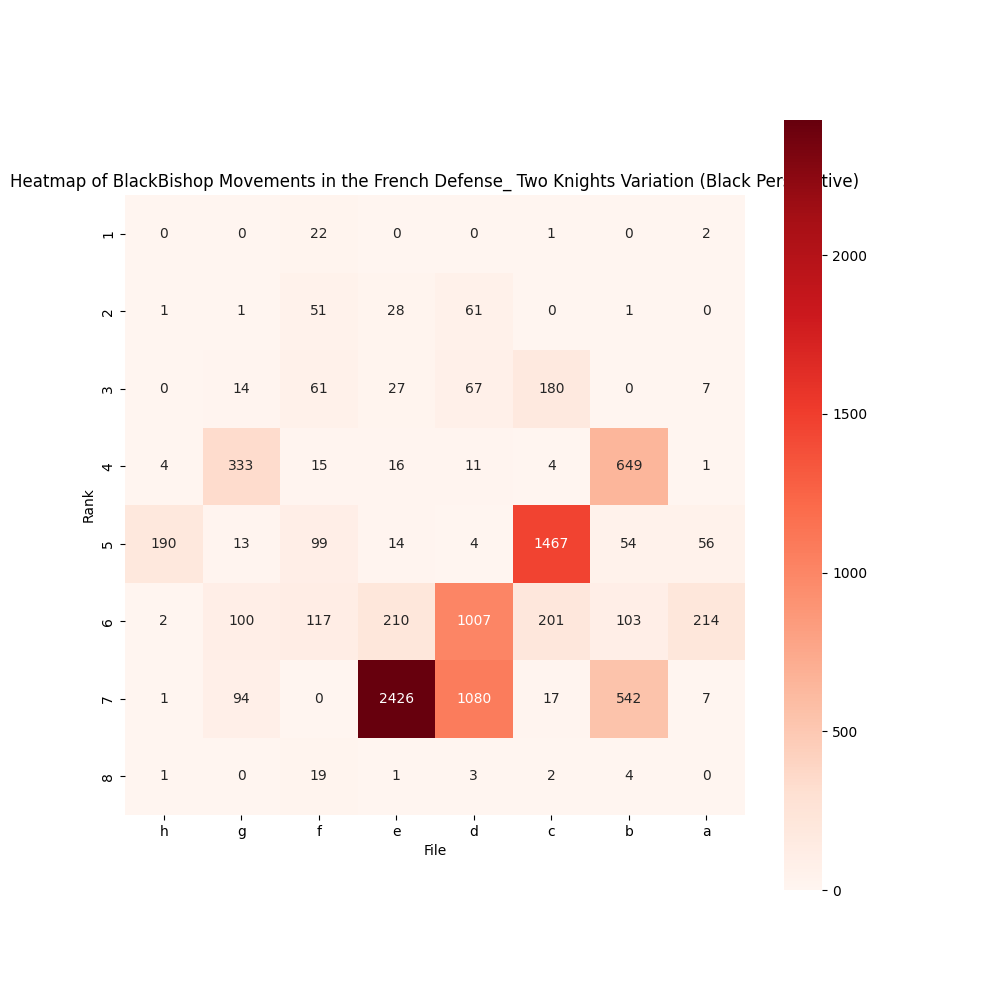 Heatmap of BlackBishop Movements in the French Defense_ Two Knights Variation (Black Per tive)
1 0 0 22 0 0 1 0 2
2 1 1 51 28 61 0 1 0
3 0 14 61 27 67 180 0 7
4 4 333 15 16 11 4 649 1
5 190 13 99 14 4 1467 54 56
6 2 100 117 210 1007 201 103 214
7 1 94 0 2426 1080 17 542 7
8 1 0 19 1 3 2 4 0
h g f e d c b a
File
Rank
2000
1500
1000
500
0